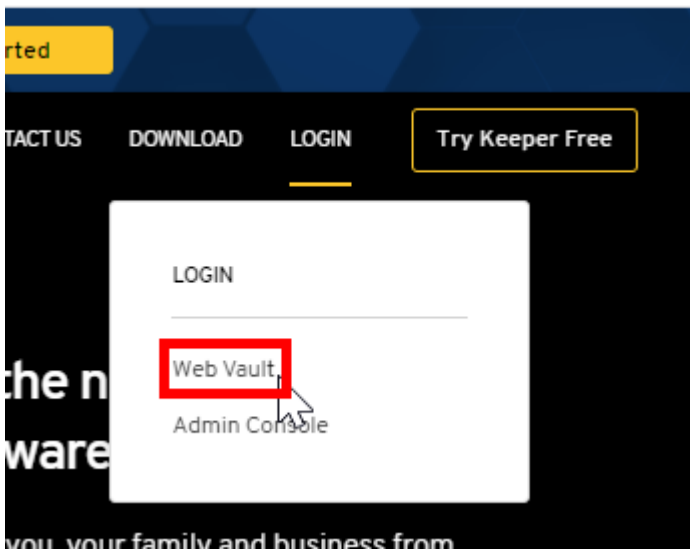 rted
TACT US DOWNLOAD LOGIN Try Keeper Free
LOGIN
Web Vault
Admin Console
the n
ware
you, your family and business from